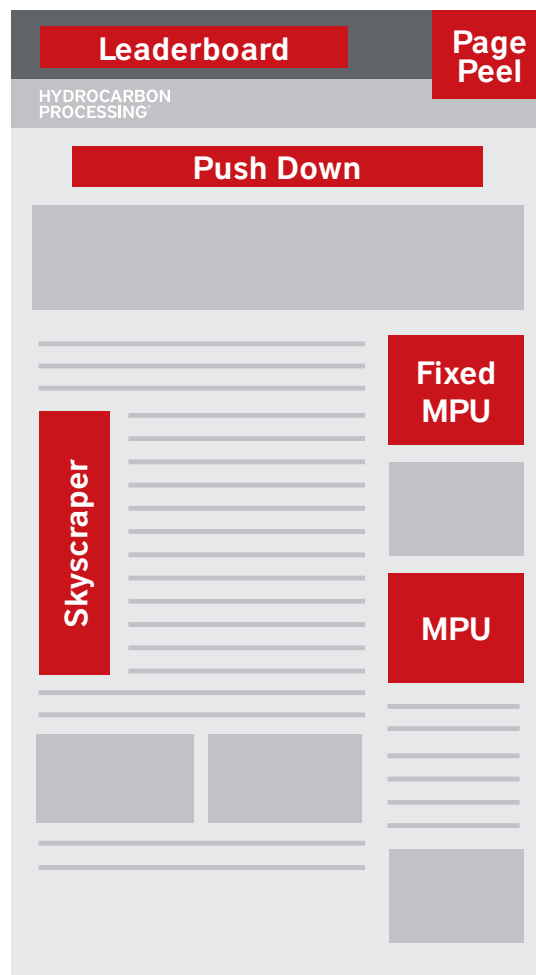 Leaderboard
Page
Peel
HYDROCARBON
PROCESSING®
Push Down
Fixed
MPU
Skyscraper
MPU